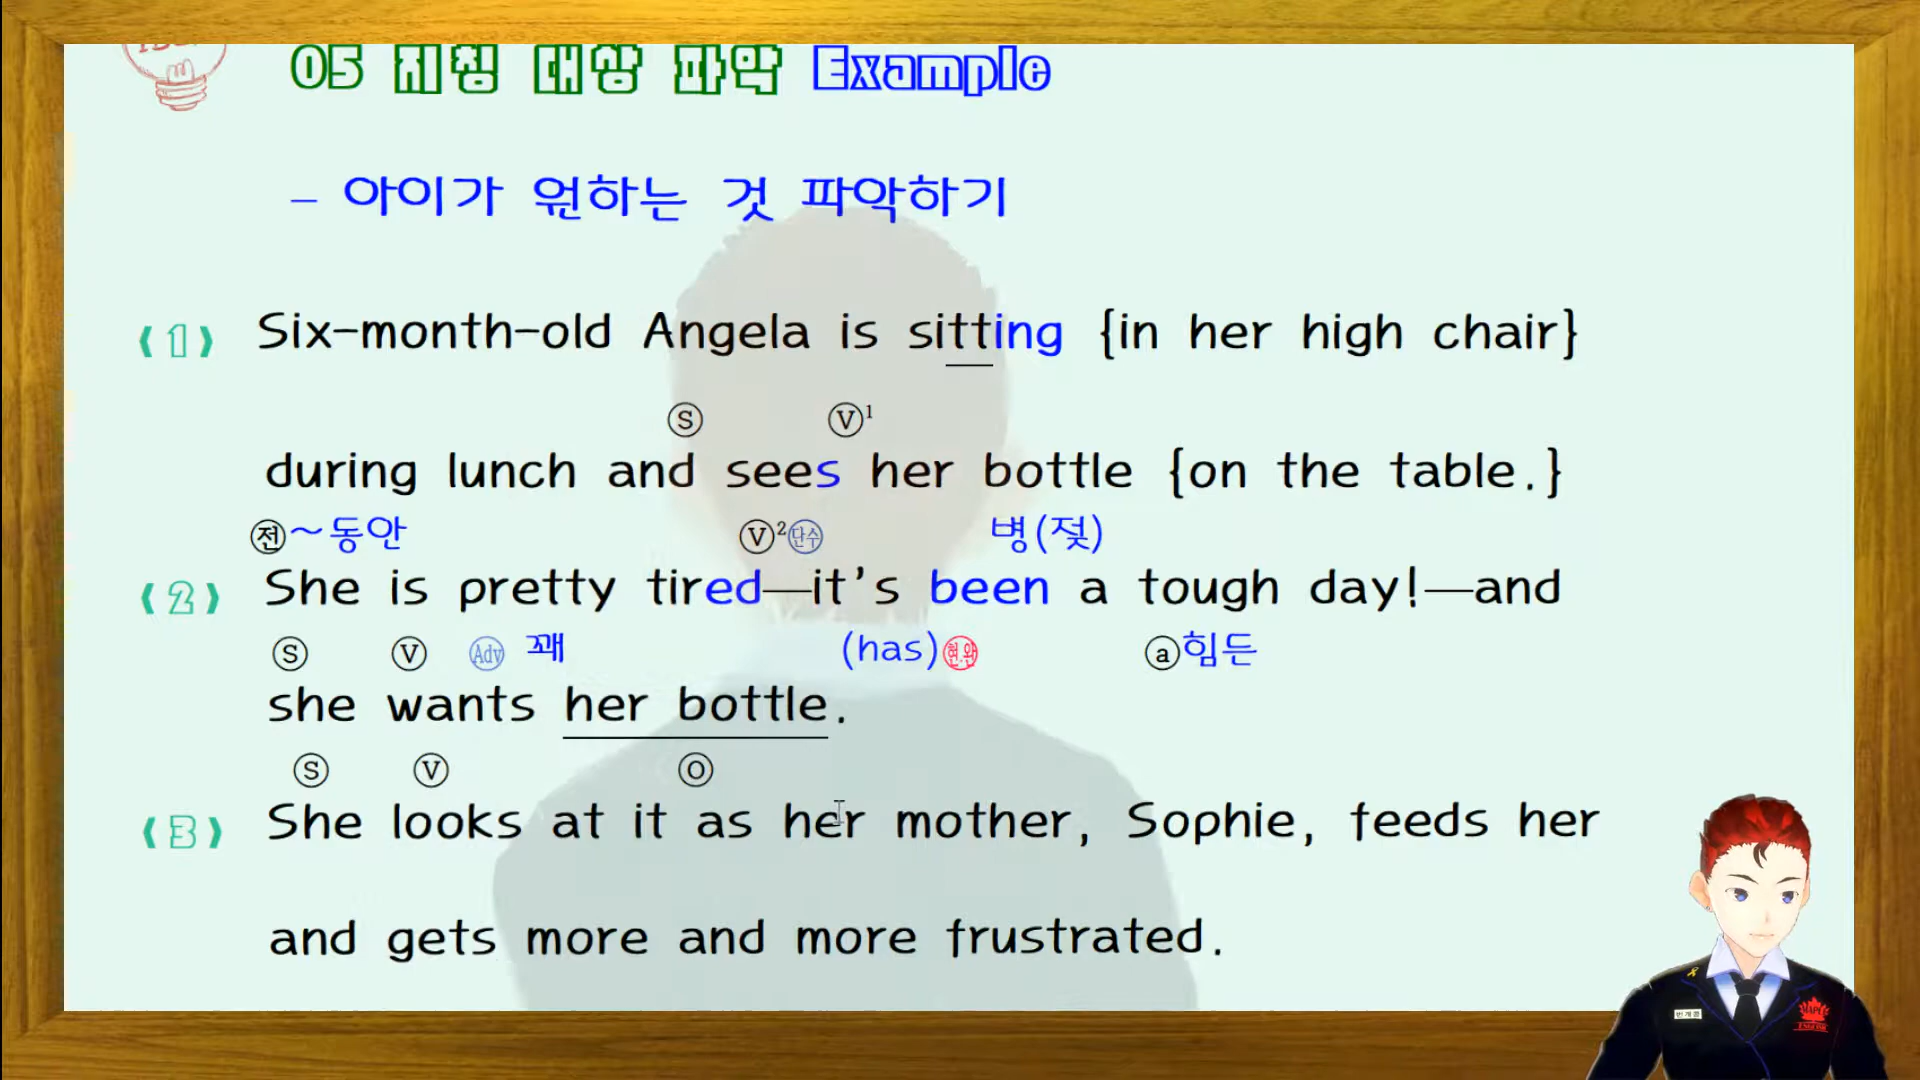 05 지칭 대상 파악 Example
– 아이가 원하는 것 파악하기
(1) Six-month-old Angela is sitting {in her high chair}
Ⓢ Ⓥ¹
during lunch and sees her bottle {on the table.}
전~동안 Ⓥ²단수 병(젖)
(2) She is pretty tired—it's been a tough day!—and
Ⓢ Ⓥ Adv 꽤 (has)현.완 ⓐ힘든
she wants her bottle.
Ⓢ Ⓥ Ⓞ
(3) She looks at it as her mother, Sophie, feeds her
and gets more and more frustrated.
MAPLE
ENGLISH